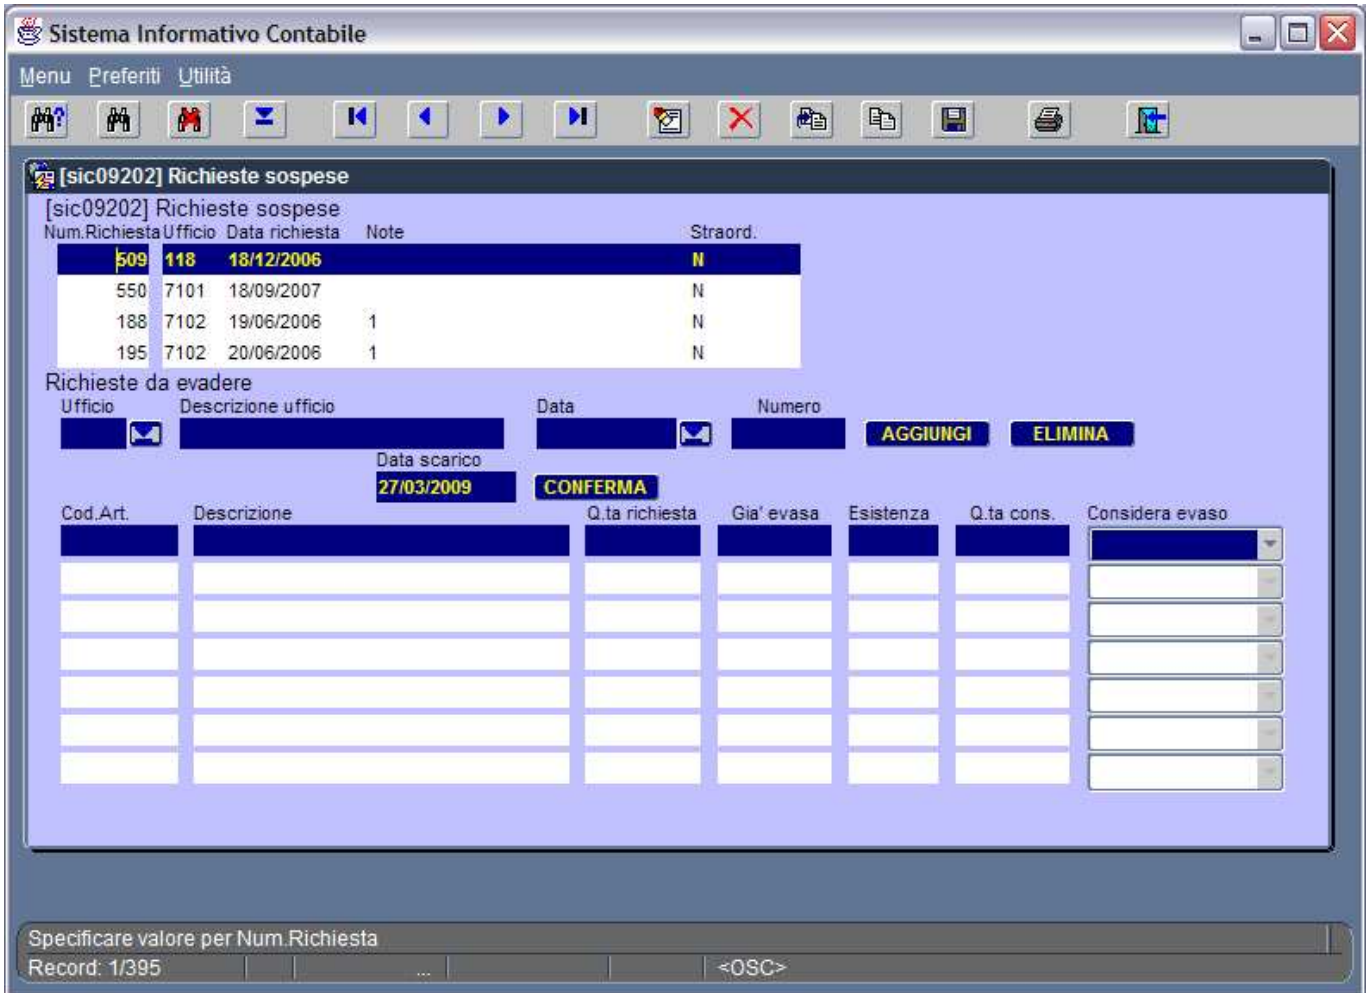 Sistema Informativo Contabile
Menu Preferiti Utilità
[sic09202] Richieste sospese
[sic09202] Richieste sospese
Num.Richiesta Ufficio Data richiesta Note Straord.
509 118 18/12/2006 N
550 7101 18/09/2007 N
188 7102 19/06/2006 1 N
195 7102 20/06/2006 1 N
Richieste da evadere
Ufficio Descrizione ufficio Data Numero
AGGIUNGI ELIMINA
Data scarico
27/03/2009 CONFERMA
Cod.Art. Descrizione Q.ta richiesta Gia' evasa Esistenza Q.ta cons. Considera evaso
Specificare valore per Num.Richiesta
Record: 1/395 ... <OSC>